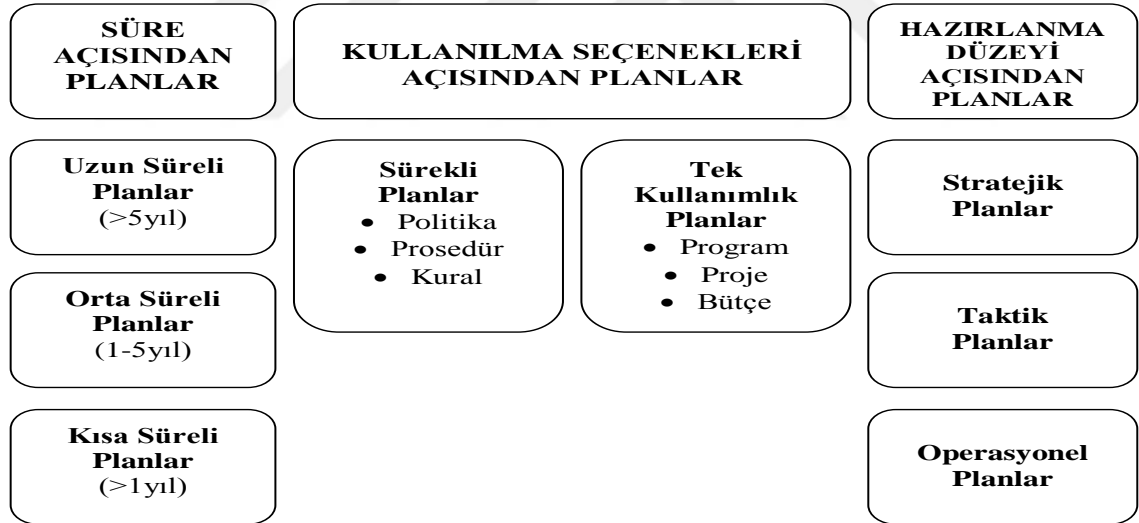 SÜRE
AÇISINDAN
PLANLAR
KULLANILMA SEÇENEKLERİ
AÇISINDAN PLANLAR
HAZIRLANMA
DÜZEYİ
AÇISINDAN
PLANLAR
Uzun Süreli
Planlar
(>5yıl)
Orta Süreli
Planlar
(1-5yıl)
Kısa Süreli
Planlar
(>1yıl)
Sürekli
Planlar
• Politika
• Prosedür
• Kural
Tek
Kullanımlık
Planlar
• Program
• Proje
• Bütçe
Stratejik
Planlar
Taktik
Planlar
Operasyonel
Planlar